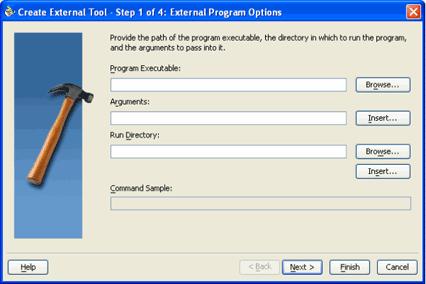 Create External Tool - Step 1 of 4: External Program Options
Provide the path of the program executable, the directory in which to run the program,
and the arguments to pass into it.
Program Executable:
Browse...
Arguments:
Insert...
Run Directory:
Browse...
Insert...
Command Sample:
Help
< Back
Next >
Finish
Cancel